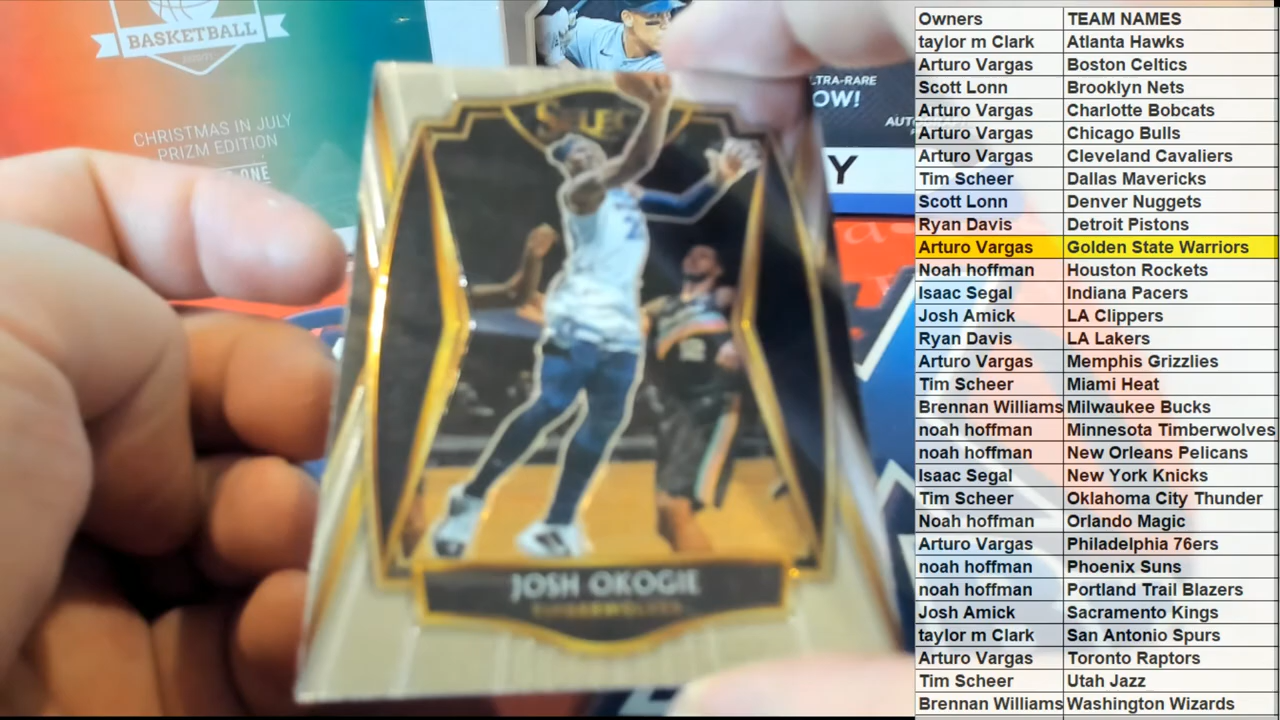 BASKETBALL
CHRISTMAS IN JULY
PRIZM EDITION
ONE
LTRA-RARE
OW!
AUT
Y
SELEC
2
12
JOSH OKOGIE
TIMBERWOLVES
Owners TEAM NAMES
taylor m Clark Atlanta Hawks
Arturo Vargas Boston Celtics
Scott Lonn Brooklyn Nets
Arturo Vargas Charlotte Bobcats
Arturo Vargas Chicago Bulls
Arturo Vargas Cleveland Cavaliers
Tim Scheer Dallas Mavericks
Scott Lonn Denver Nuggets
Ryan Davis Detroit Pistons
Arturo Vargas Golden State Warriors
Noah hoffman Houston Rockets
Isaac Segal Indiana Pacers
Josh Amick LA Clippers
Ryan Davis LA Lakers
Arturo Vargas Memphis Grizzlies
Tim Scheer Miami Heat
Brennan Williams Milwaukee Bucks
noah hoffman Minnesota Timberwolves
noah hoffman New Orleans Pelicans
Isaac Segal New York Knicks
Tim Scheer Oklahoma City Thunder
Noah hoffman Orlando Magic
Arturo Vargas Philadelphia 76ers
noah hoffman Phoenix Suns
noah hoffman Portland Trail Blazers
Josh Amick Sacramento Kings
taylor m Clark San Antonio Spurs
Arturo Vargas Toronto Raptors
Tim Scheer Utah Jazz
Brennan Williams Washington Wizards